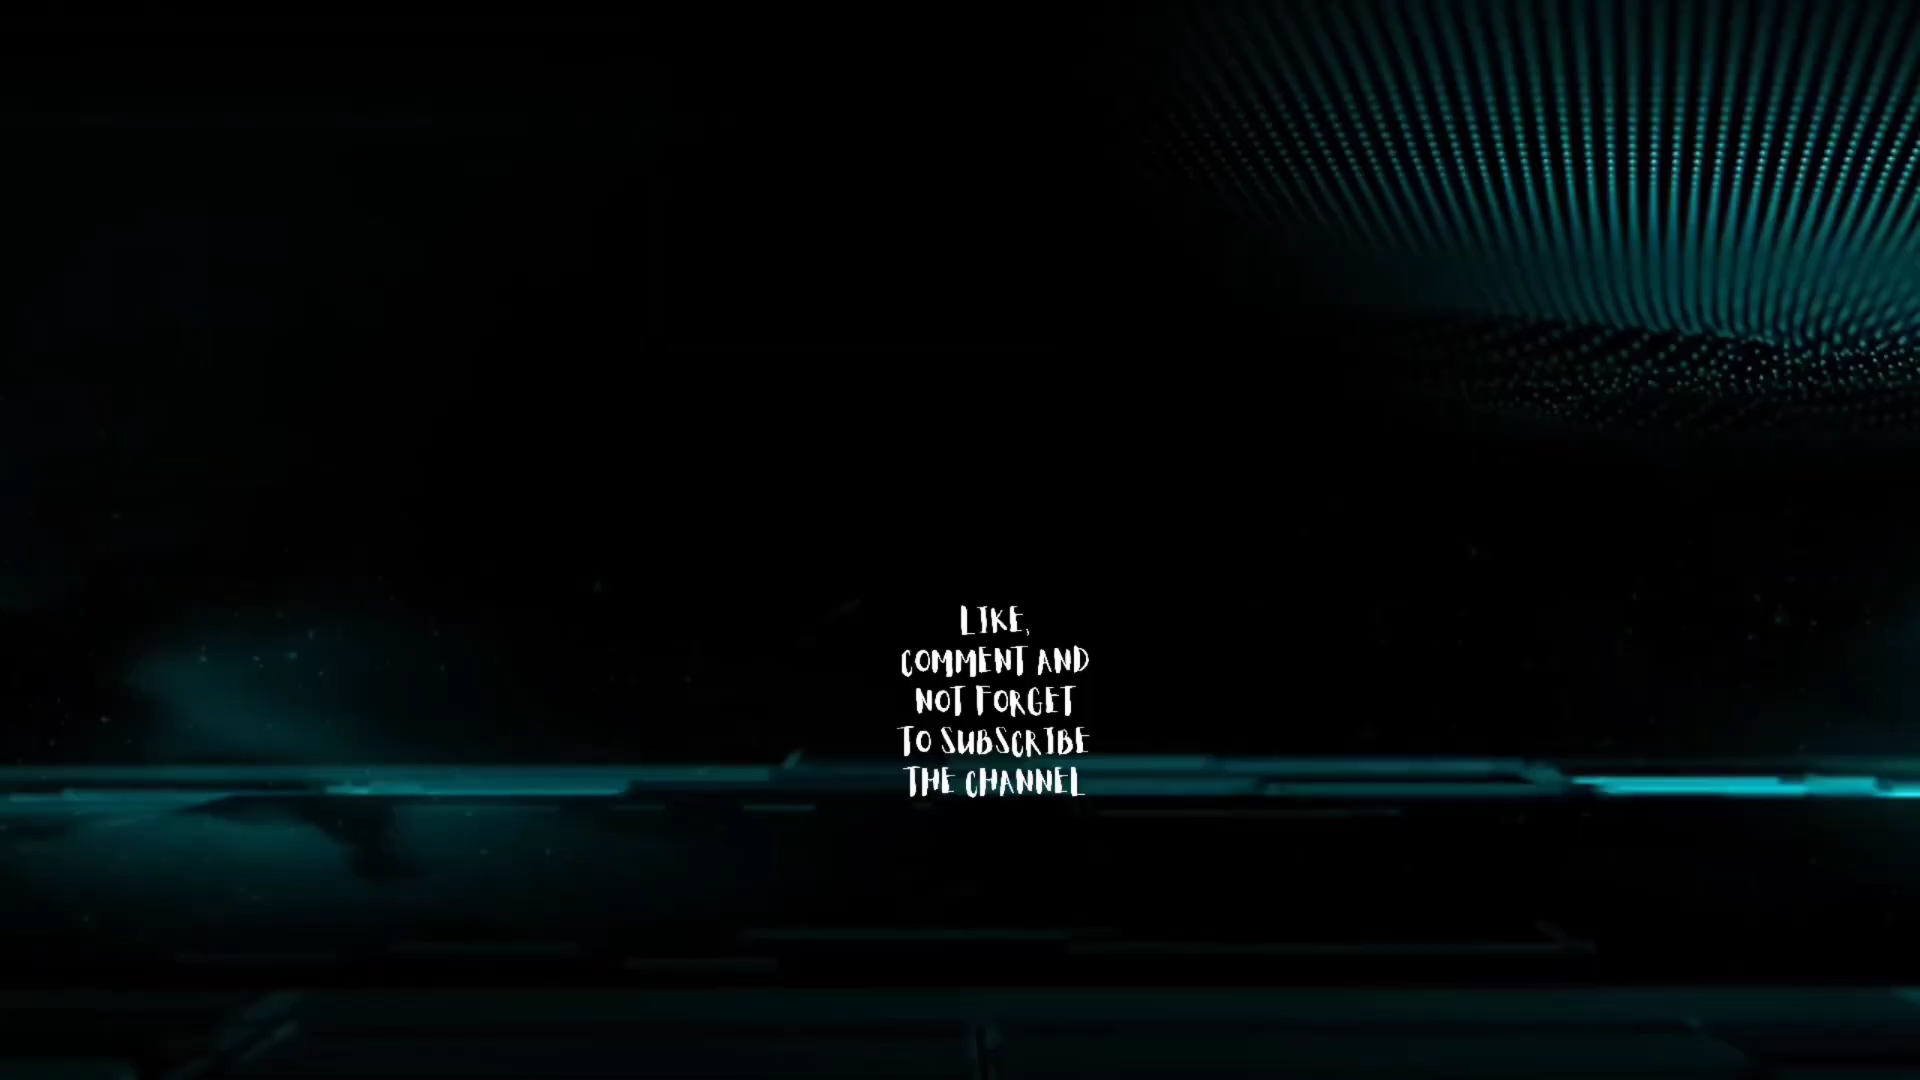 LIKE,
COMMENT AND
NOT FORGET
TO SUBSCRIBE
THE CHANNEL